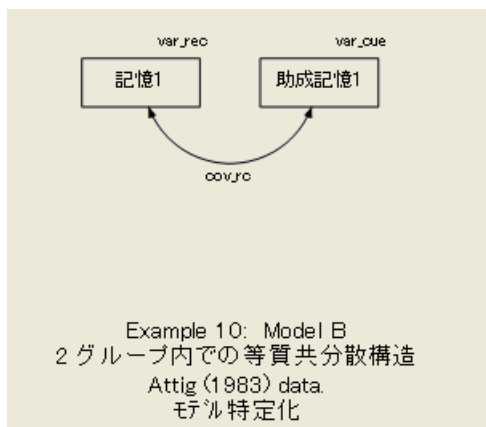 var_rec
var_cue
記憶1
助成記憶1
cov_rc
Example 10: Model B
2 グループ内での等質共分散構造
Attig (1983) data.
モデル特定化